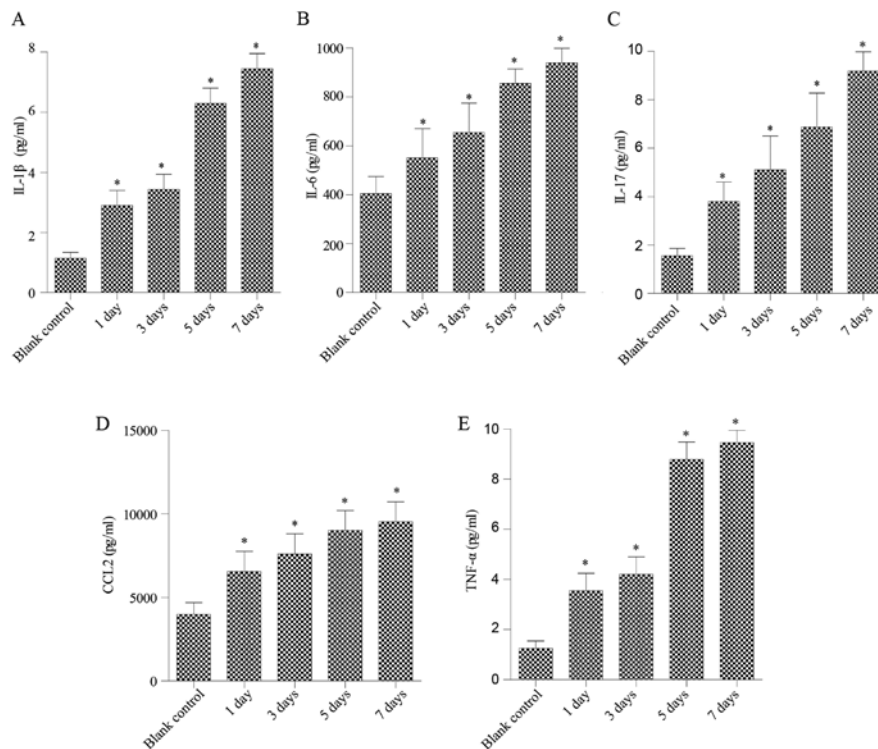 A
IL-1β (pg/ml)
8
6
4
2
0
*
*
*
*
Blank control
1 day
3 days
5 days
7 days
B
IL-6 (pg/ml)
1000
800
600
400
200
0
*
*
*
*
Blank control
1 day
3 days
5 days
7 days
C
IL-17 (pg/ml)
10
8
6
4
2
0
*
*
*
*
Blank control
1 day
3 days
5 days
7 days
D
CCL2 (pg/ml)
15000
10000
5000
0
*
*
*
*
Blank control
1 day
3 days
5 days
7 days
E
TNF-α (pg/ml)
10
8
6
4
2
0
*
*
*
*
Blank control
1 day
3 days
5 days
7 days